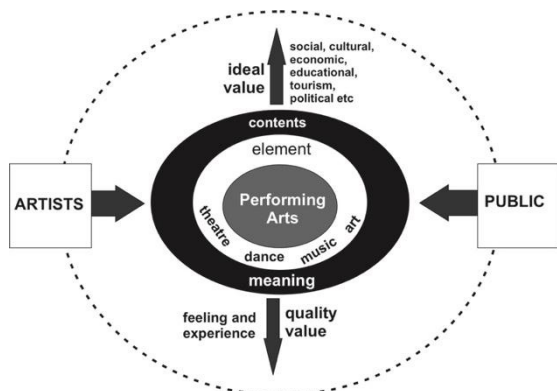 ideal
value
social, cultural,
economic,
educational,
tourism,
political etc
contents
element
ARTISTS
Performing
Arts
PUBLIC
theatre
dance
music
art
meaning
feeling and
experience
quality
value